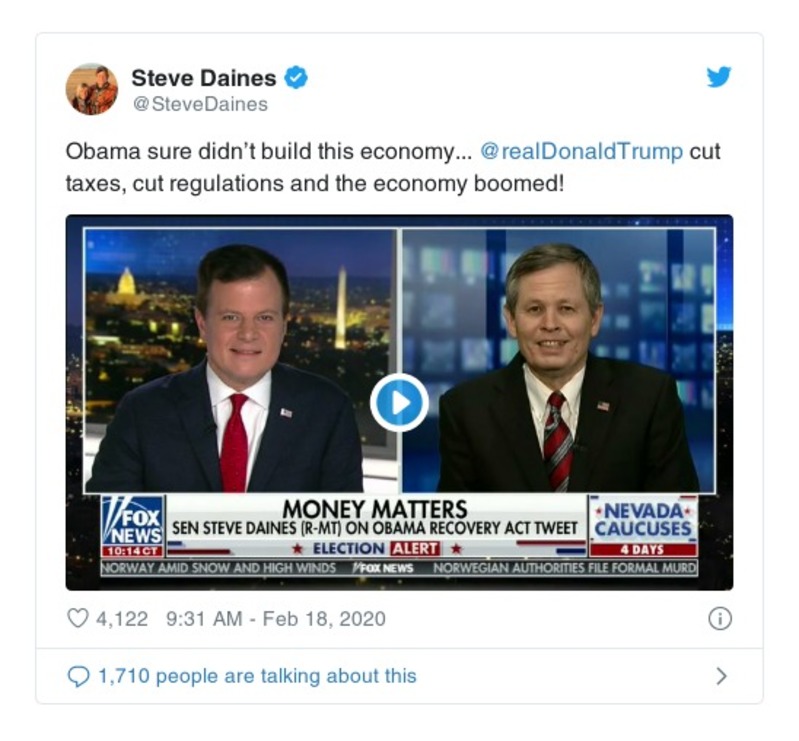 Steve Daines
@SteveDaines
Obama sure didn't build this economy... @realDonaldTrump cut
taxes, cut regulations and the economy boomed!
FOX
NEWS
10:14 CT
MONEY MATTERS
SEN STEVE DAINES (R-MT) ON OBAMA RECOVERY ACT TWEET
ELECTION ALERT
NEVADA
CAUCUSES
4 DAYS
NORWAY AMID SNOW AND HIGH WINDS FOX NEWS NORWEGIAN AUTHORITIES FILE FORMAL MURD
4,122 9:31 AM - Feb 18, 2020
1,710 people are talking about this